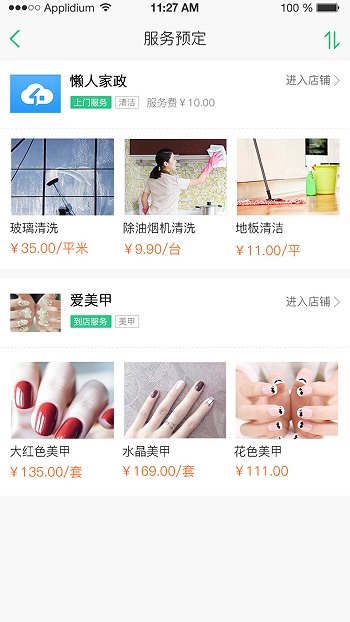 Applidium 11:27 AM 100 %
服务预定
懒人家政 进入店铺
上门服务 清洁 服务费¥10.00
玻璃清洗 除油烟机清洗 地板清洁
¥35.00/平米 ¥9.90/台 ¥11.00/平
爱美甲 进入店铺
到店服务 美甲
大红色美甲 水晶美甲 花色美甲
¥135.00/套 ¥169.00/套 ¥111.00